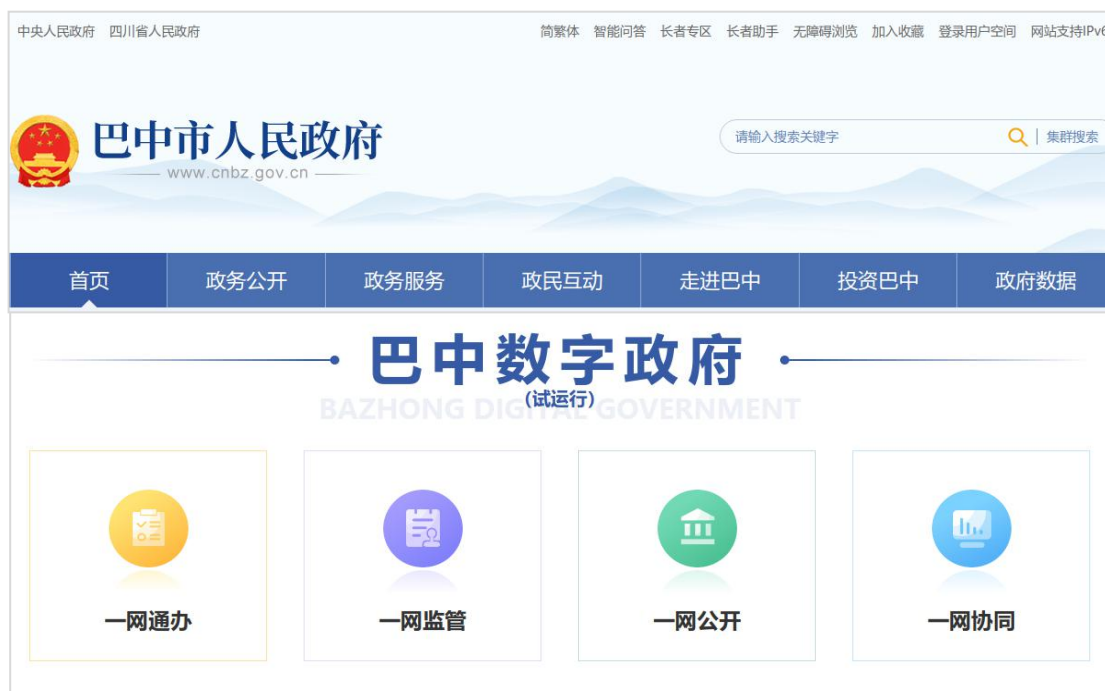 中央人民政府 四川省人民政府 简繁体 智能问答 长者专区 长者助手 无障碍浏览 加入收藏 登录用户空间 网站支持IPv6
巴中市人民政府
www.cnbz.gov.cn
请输入搜索关键字 集群搜索
首页 政务公开 政务服务 政民互动 走进巴中 投资巴中 政府数据
巴中数字政府
(试运行)
BAZHONG DIGITAL GOVERNMENT
一网通办 一网监管 一网公开 一网协同